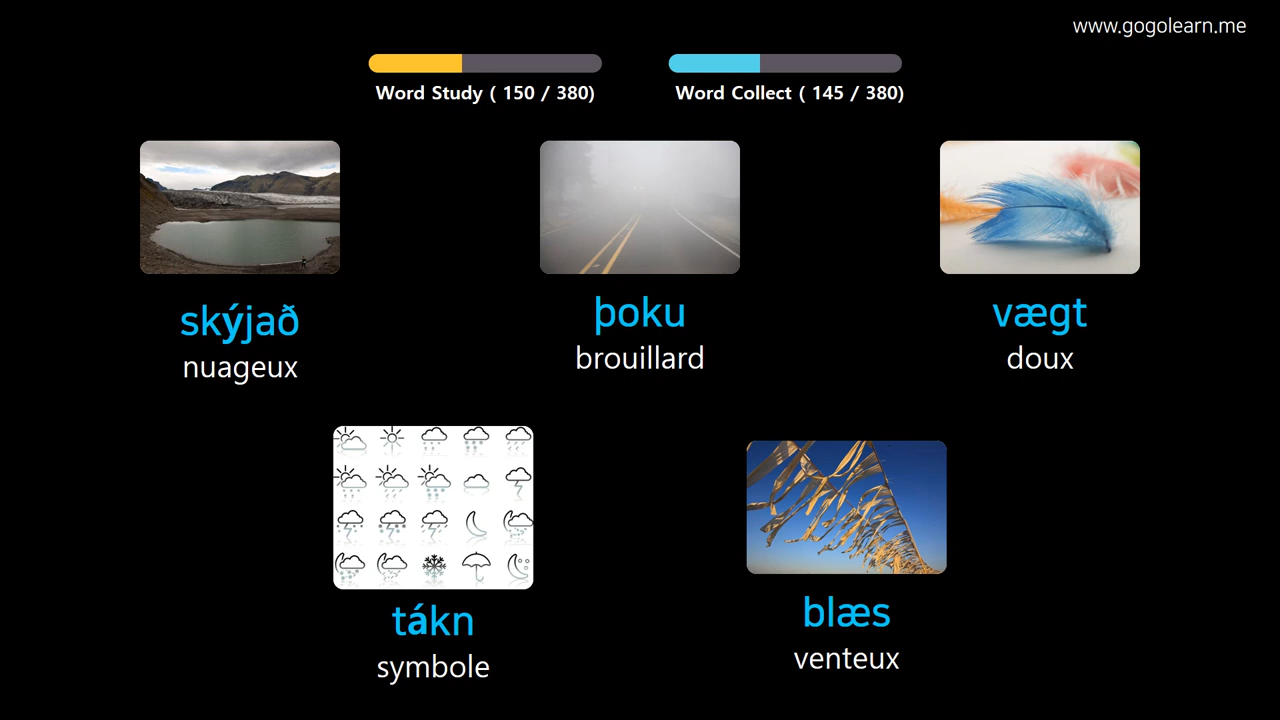 www.gogolearn.me
Word Study ( 150 / 380)
Word Collect ( 145 / 380)
skýjað
nuageux
þoku
brouillard
vægt
doux
tákn
symbole
blæs
venteux